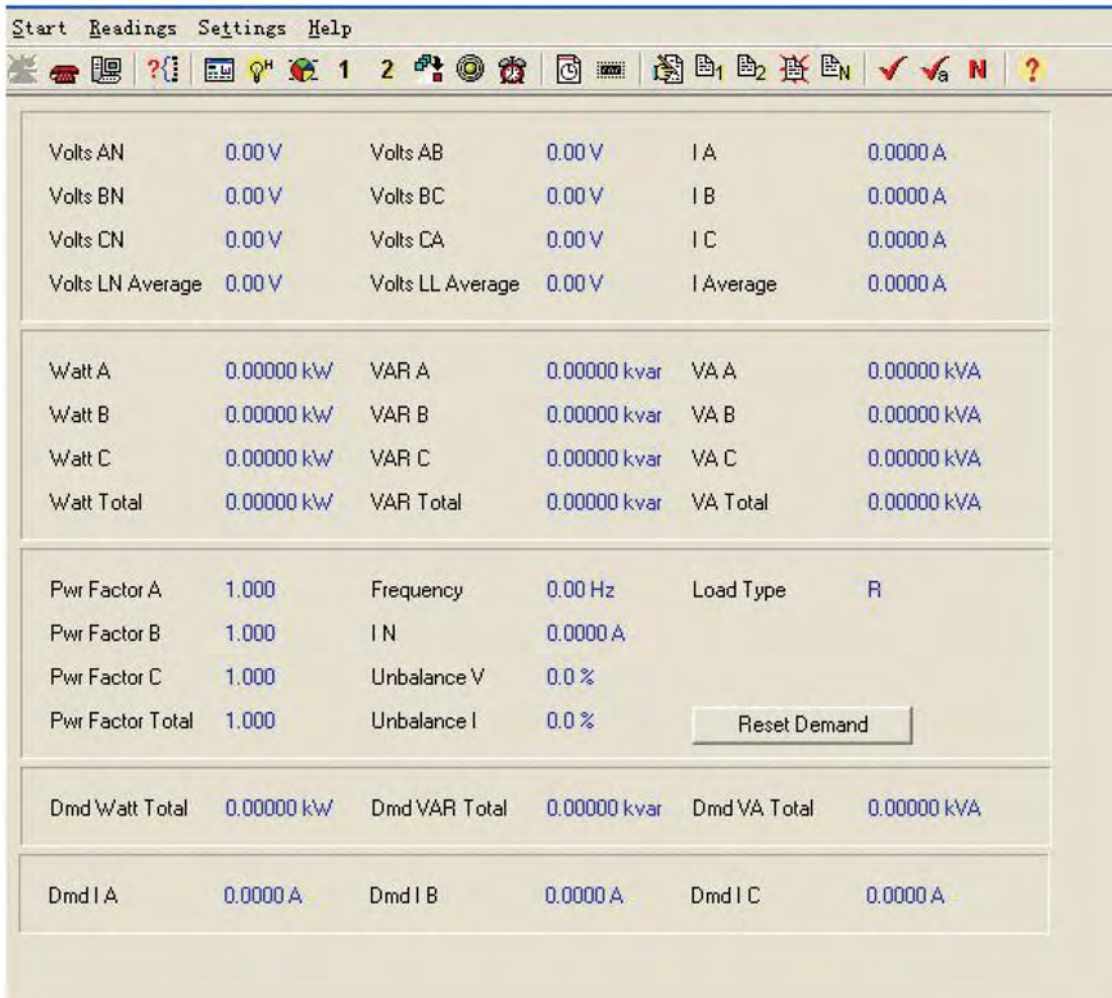 Start Readings Settings Help
?{} LW H 1 2 1 2 N a N ?
Volts AN 0.00 V Volts AB 0.00 V I A 0.0000 A
Volts BN 0.00 V Volts BC 0.00 V I B 0.0000 A
Volts CN 0.00 V Volts CA 0.00 V I C 0.0000 A
Volts LN Average 0.00 V Volts LL Average 0.00 V I Average 0.0000 A
Watt A 0.00000 kW VAR A 0.00000 kvar VA A 0.00000 kVA
Watt B 0.00000 kW VAR B 0.00000 kvar VA B 0.00000 kVA
Watt C 0.00000 kW VAR C 0.00000 kvar VA C 0.00000 kVA
Watt Total 0.00000 kW VAR Total 0.00000 kvar VA Total 0.00000 kVA
Pwr Factor A 1.000 Frequency 0.00 Hz Load Type R
Pwr Factor B 1.000 I N 0.0000 A
Pwr Factor C 1.000 Unbalance V 0.0 %
Pwr Factor Total 1.000 Unbalance I 0.0 % Reset Demand
Dmd Watt Total 0.00000 kW Dmd VAR Total 0.00000 kvar Dmd VA Total 0.00000 kVA
Dmd I A 0.0000 A Dmd I B 0.0000 A Dmd I C 0.0000 A